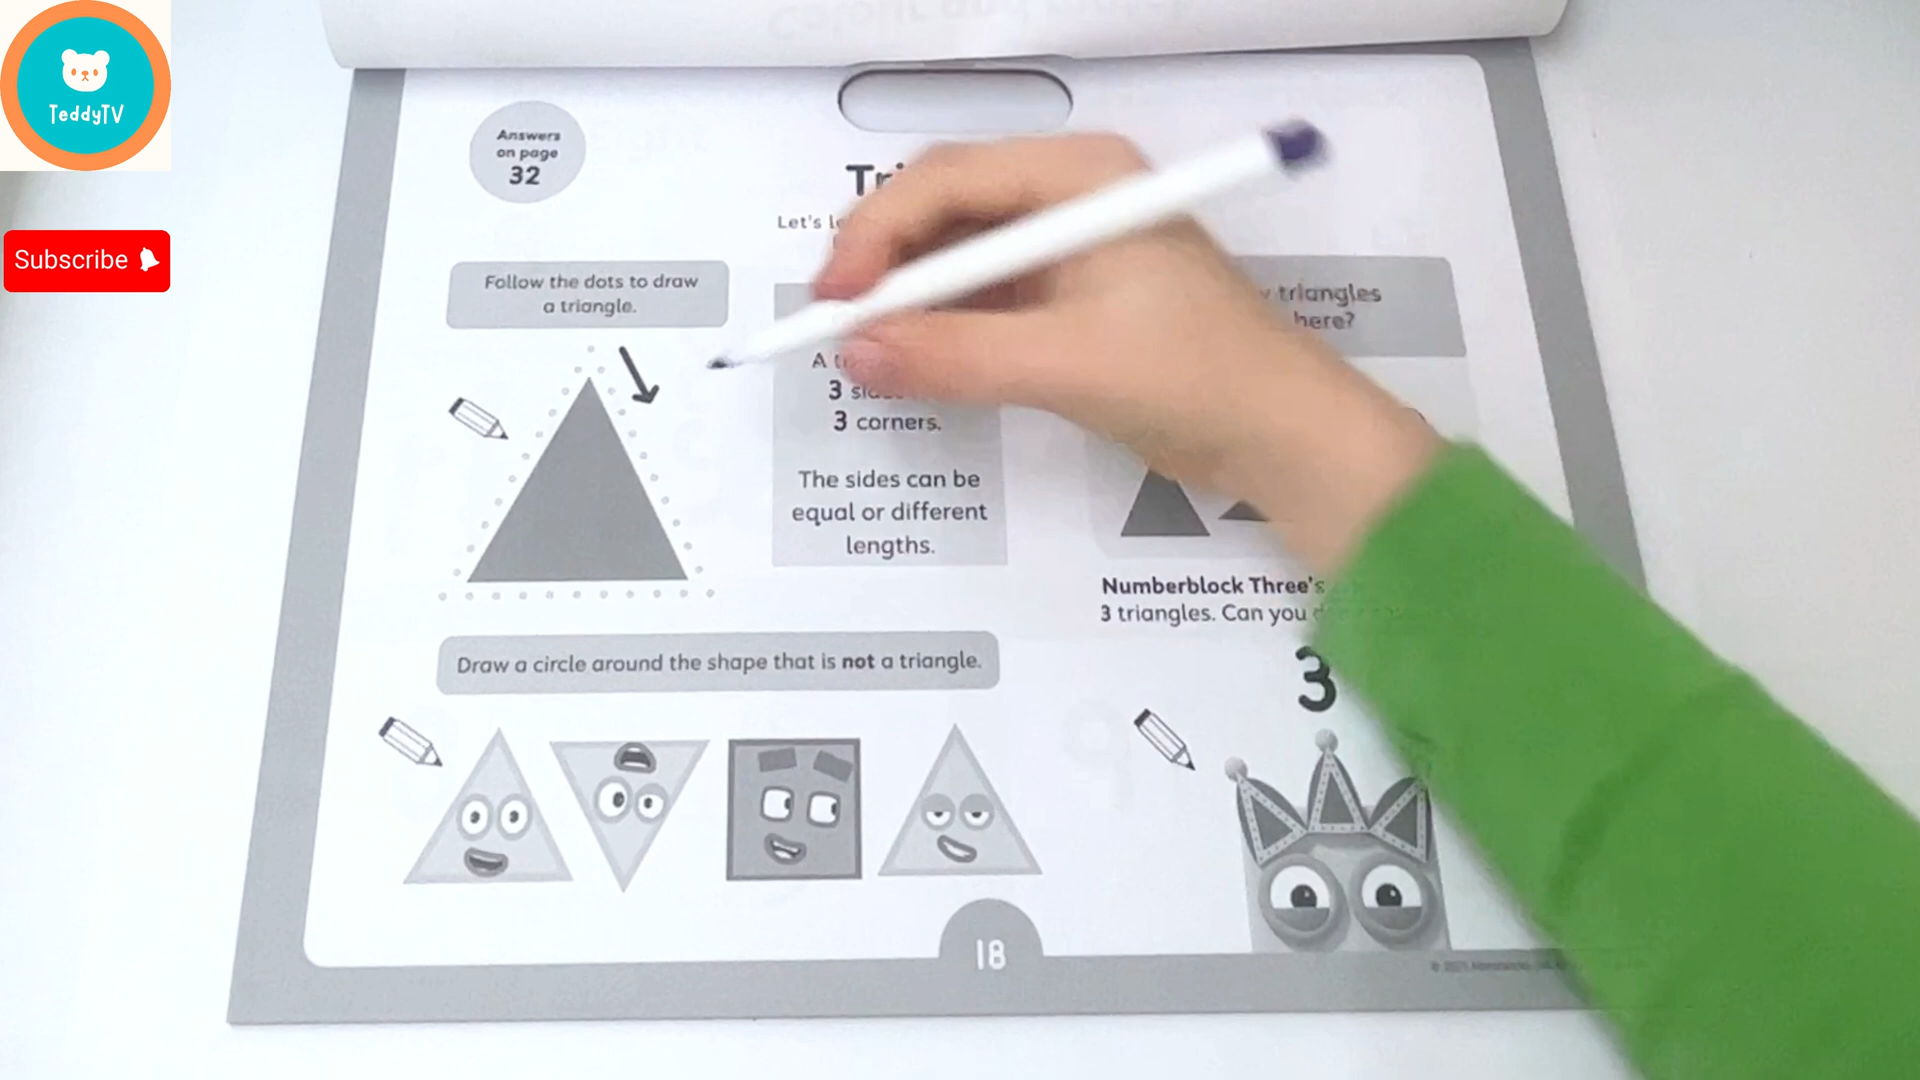 TeddyTV
Subscribe
Answers
on page
32
Let's
Follow the dots to draw
a triangle.
A
3
3 corners.
The sides can be
equal or different
lengths.
triangles
here?
Numberblock Three's
3 triangles. Can you
3
Draw a circle around the shape that is not a triangle.
18